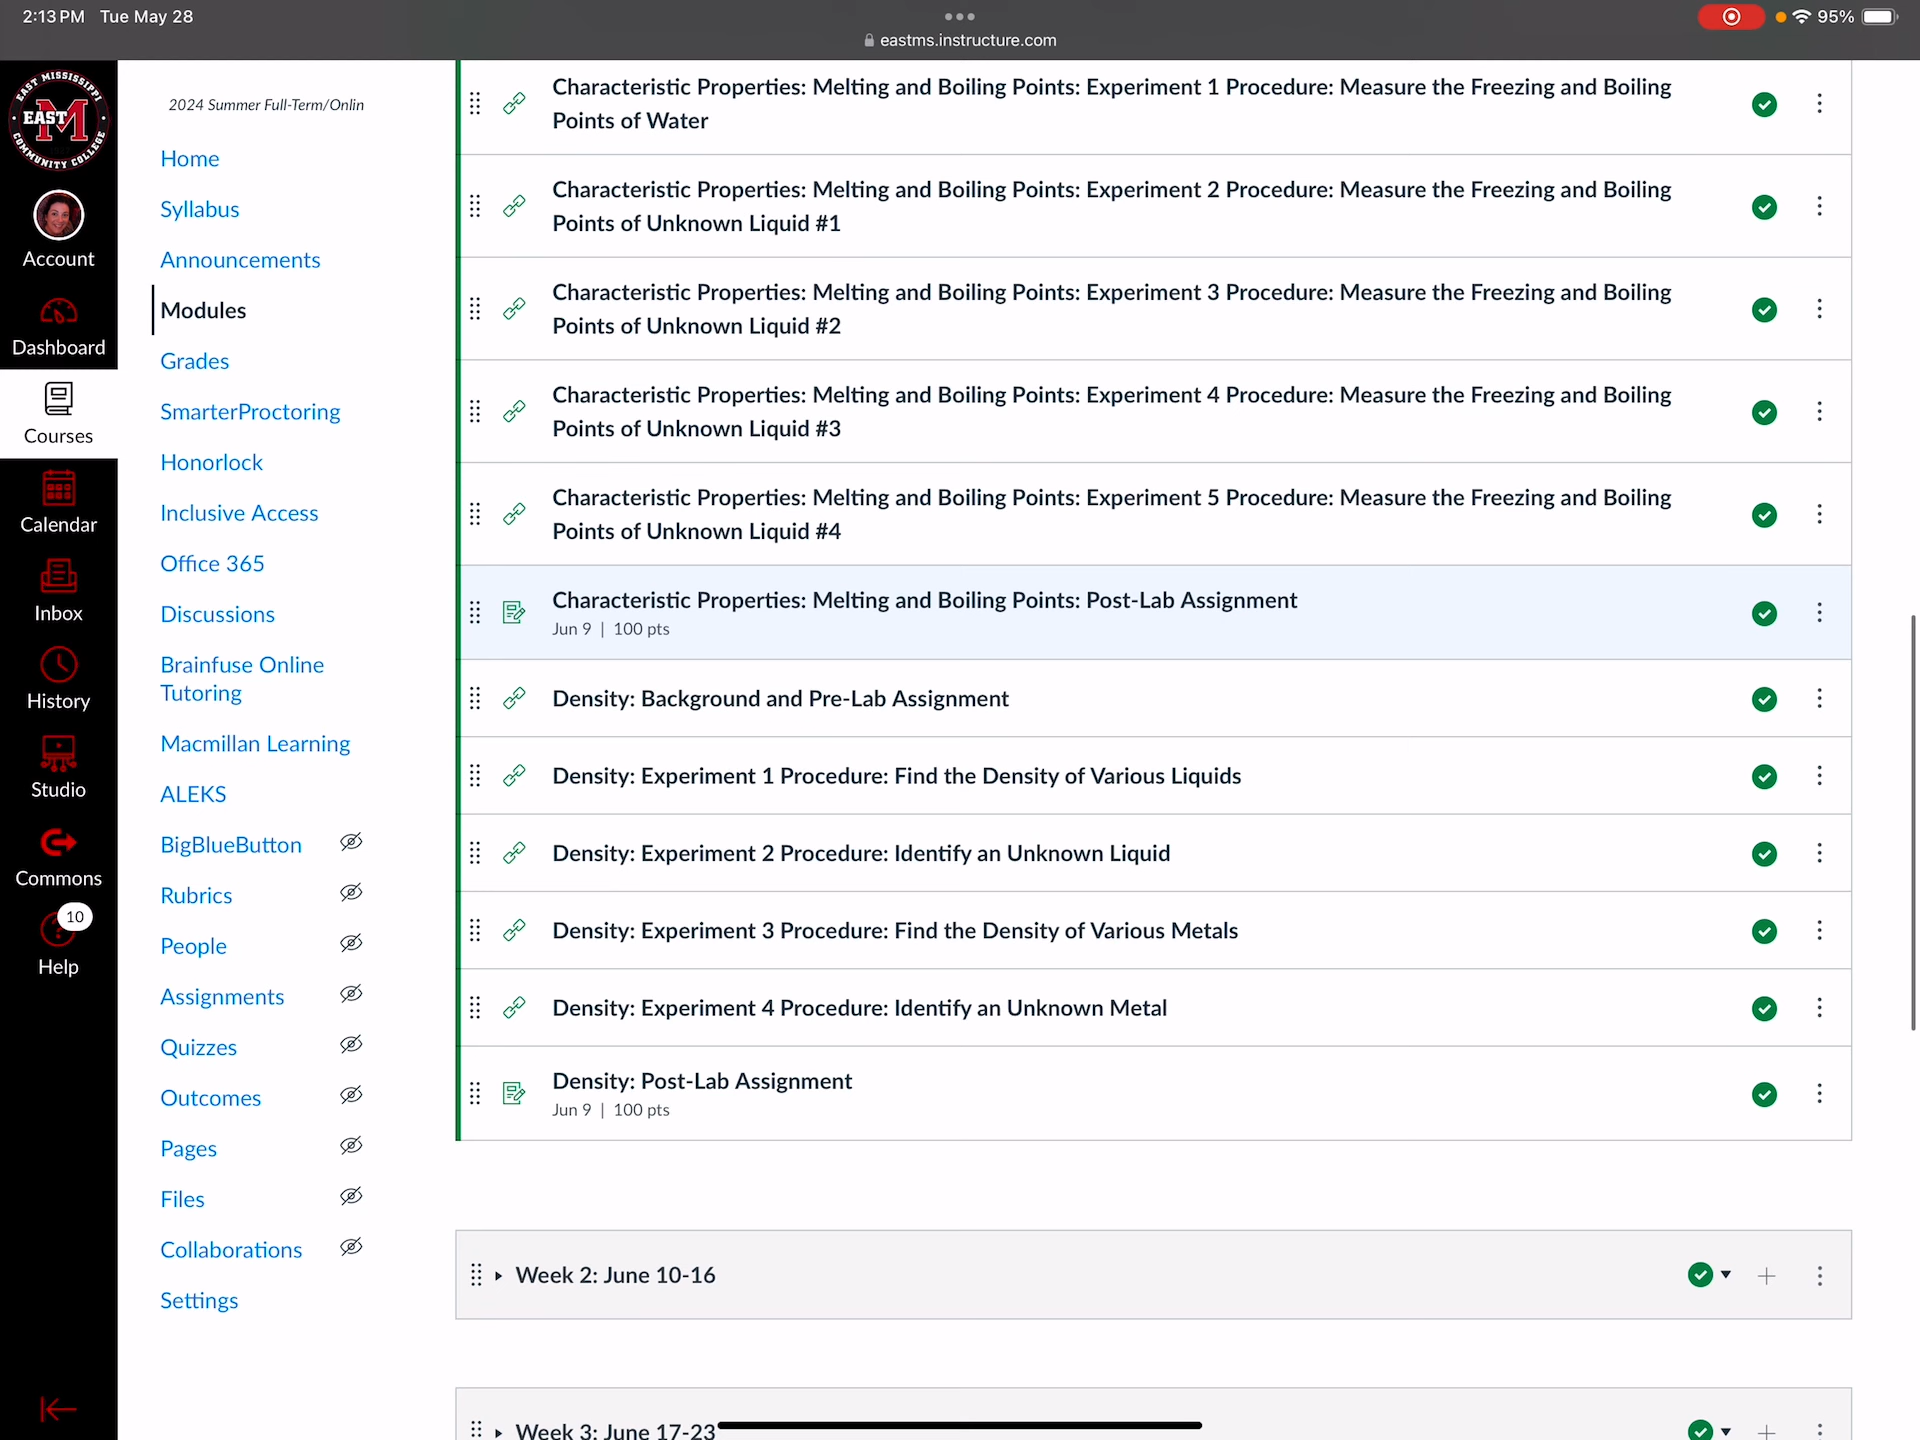 2:13 PM Tue May 28
95%
eastms.instructure.com
EAST MISSISSIPPI
EAST M
COMMUNITY COLLEGE
Account
Dashboard
Courses
Calendar
Inbox
History
Studio
Commons
10
Help
2024 Summer Full-Term/Onlin
Home
Syllabus
Announcements
Modules
Grades
SmarterProctoring
Honorlock
Inclusive Access
Office 365
Discussions
Brainfuse Online
Tutoring
Macmillan Learning
ALEKS
BigBlueButton
Rubrics
People
Assignments
Quizzes
Outcomes
Pages
Files
Collaborations
Settings
Characteristic Properties: Melting and Boiling Points: Experiment 1 Procedure: Measure the Freezing and Boiling
Points of Water
Characteristic Properties: Melting and Boiling Points: Experiment 2 Procedure: Measure the Freezing and Boiling
Points of Unknown Liquid #1
Characteristic Properties: Melting and Boiling Points: Experiment 3 Procedure: Measure the Freezing and Boiling
Points of Unknown Liquid #2
Characteristic Properties: Melting and Boiling Points: Experiment 4 Procedure: Measure the Freezing and Boiling
Points of Unknown Liquid #3
Characteristic Properties: Melting and Boiling Points: Experiment 5 Procedure: Measure the Freezing and Boiling
Points of Unknown Liquid #4
Characteristic Properties: Melting and Boiling Points: Post-Lab Assignment
Jun 9 | 100 pts
Density: Background and Pre-Lab Assignment
Density: Experiment 1 Procedure: Find the Density of Various Liquids
Density: Experiment 2 Procedure: Identify an Unknown Liquid
Density: Experiment 3 Procedure: Find the Density of Various Metals
Density: Experiment 4 Procedure: Identify an Unknown Metal
Density: Post-Lab Assignment
Jun 9 | 100 pts
Week 2: June 10-16
Week 3: June 17-23